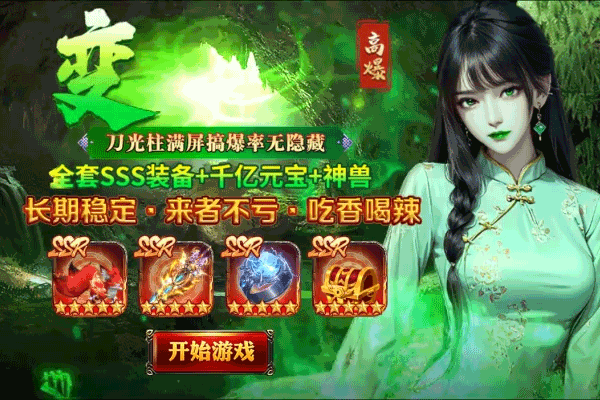 变
高爆
刀光柱满屏搞爆率无隐藏
全套SSS装备+千亿元宝+神兽
长期稳定·来者不亏·吃香喝辣
SSR SSR SSR SSR
开始游戏